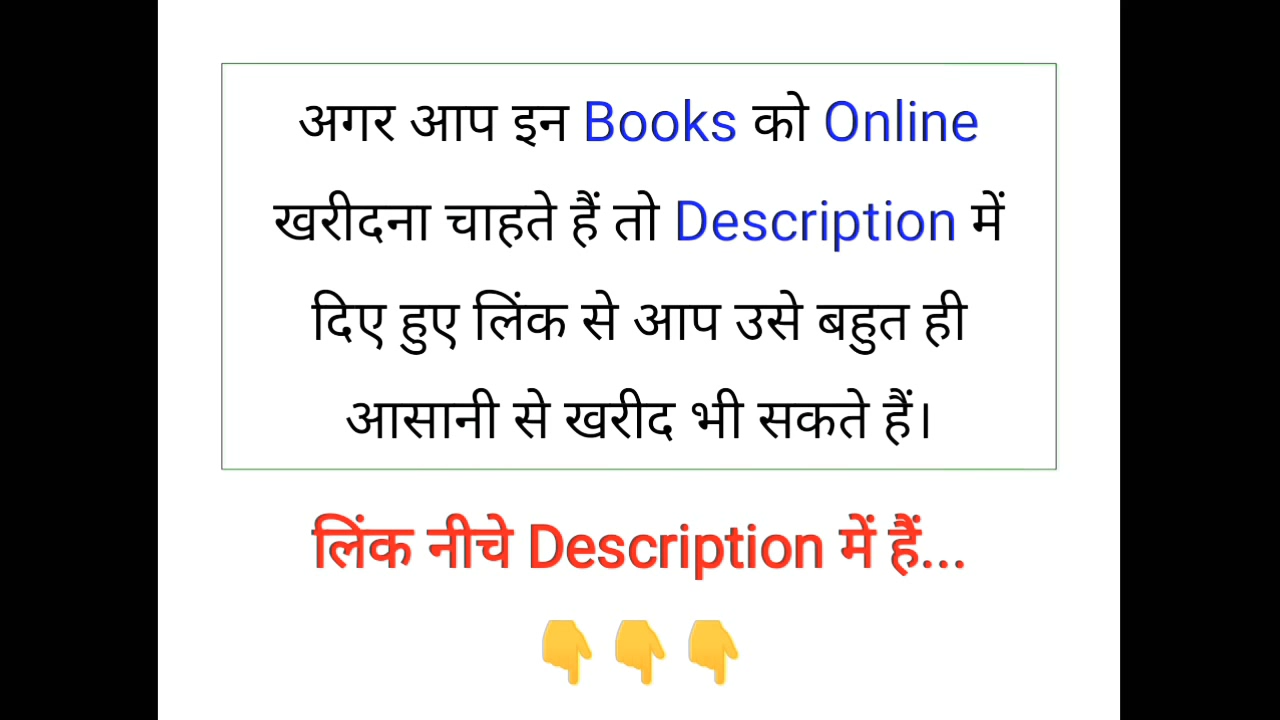 अगर आप इन Books को Online
खरीदना चाहते हैं तो Description में
दिए हुए लिंक से आप उसे बहुत ही
आसानी से खरीद भी सकते हैं।
लिंक नीचे Description में हैं...
👇👇👇